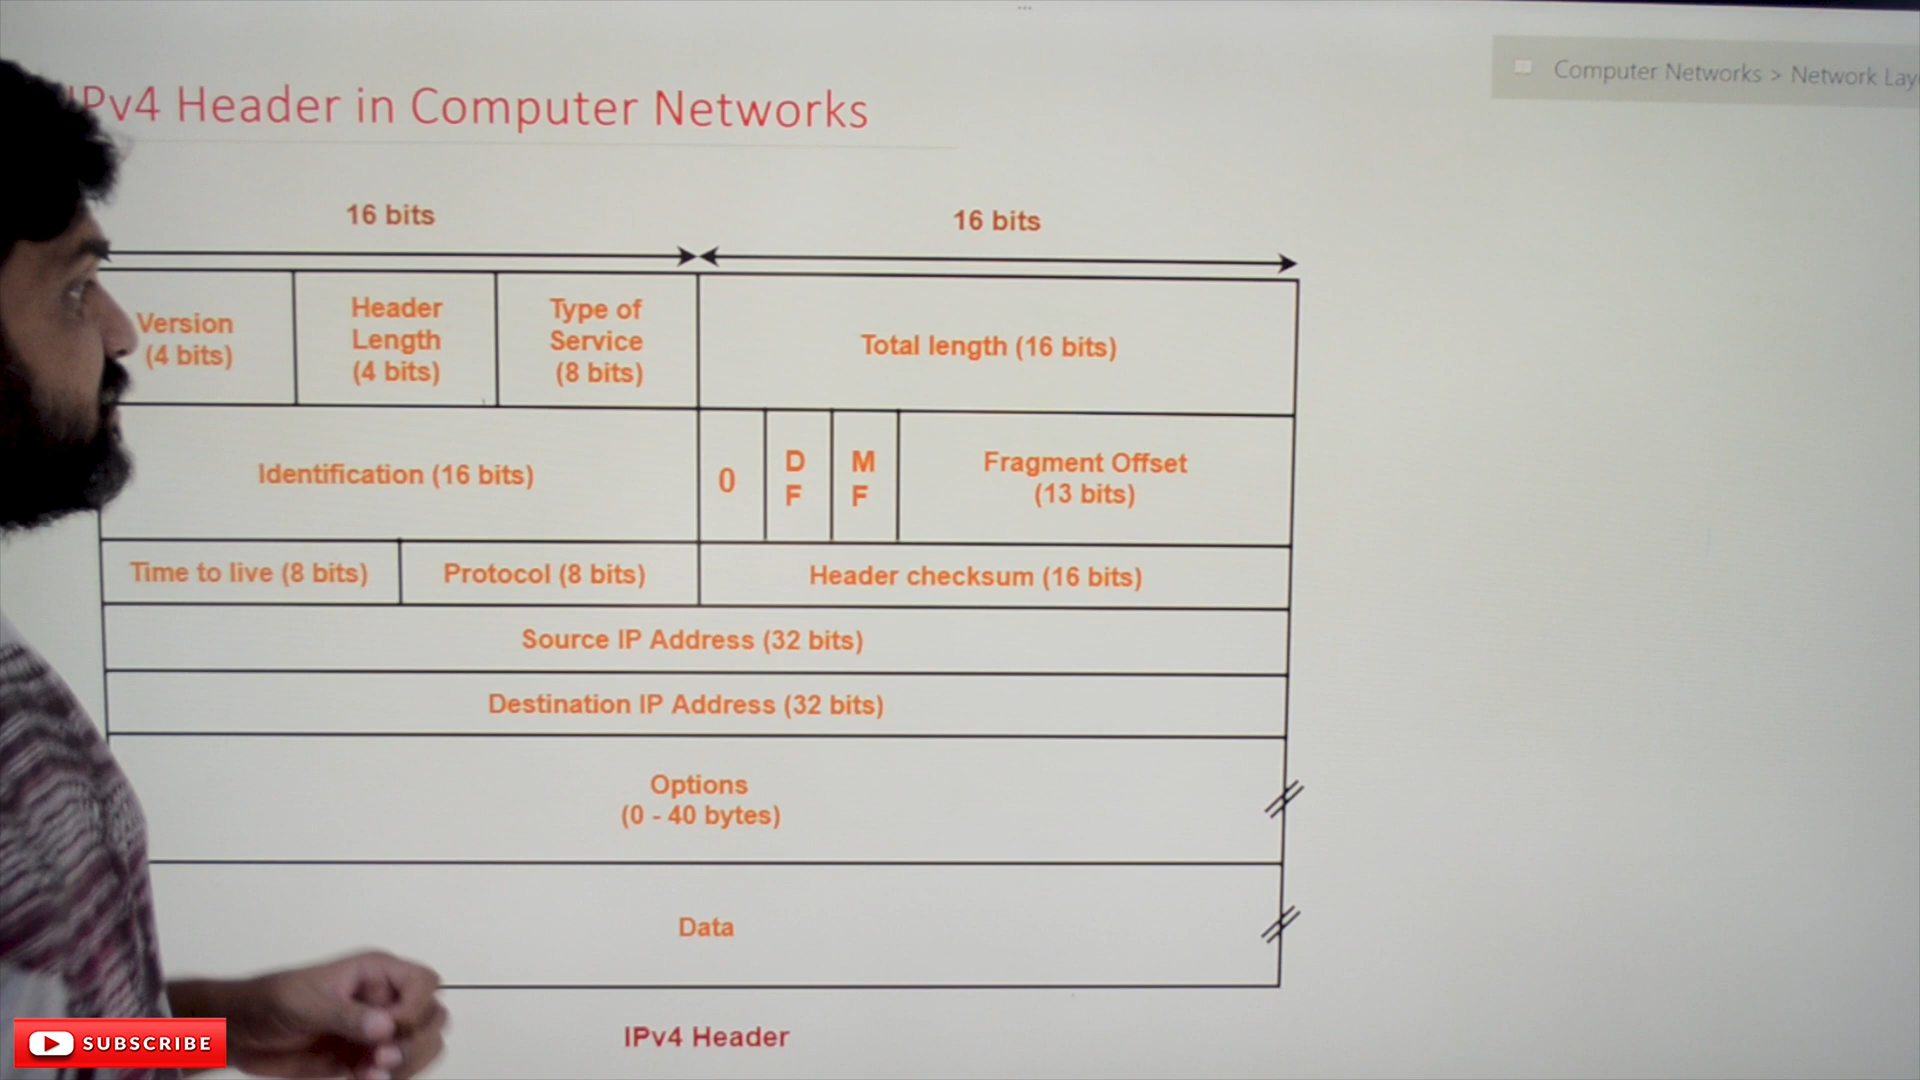 IPv4 Header in Computer Networks
Computer Networks > Network Lay
16 bits
16 bits
Version
(4 bits)
Header
Length
(4 bits)
Type of
Service
(8 bits)
Total length (16 bits)
Identification (16 bits)
0
D
F
M
F
Fragment Offset
(13 bits)
Time to live (8 bits)
Protocol (8 bits)
Header checksum (16 bits)
Source IP Address (32 bits)
Destination IP Address (32 bits)
Options
(0 - 40 bytes)
Data
IPv4 Header
SUBSCRIBE